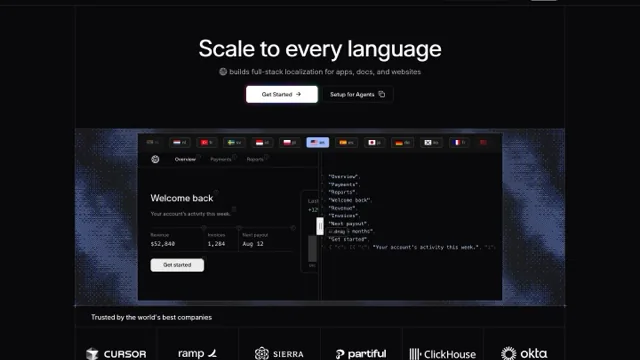 Scale to every language
builds full-stack localization for apps, docs, and websites
Get Started →
Setup for Agents
Overview
Payments
Reports
Welcome back
Your account's activity this week.
Revenue
Invoices
Next payout
$52,840
1,284
Aug 12
Get started
"Overview",
"Payments",
"Reports",
"Welcome back",
"Revenue",
"Invoices",
"Next payout",
drag
months",
"Get started",
"Your account's activity this week.",
Trusted by the world's best companies
CURSOR
ramp
SIERRA
partiful
ClickHouse
okta